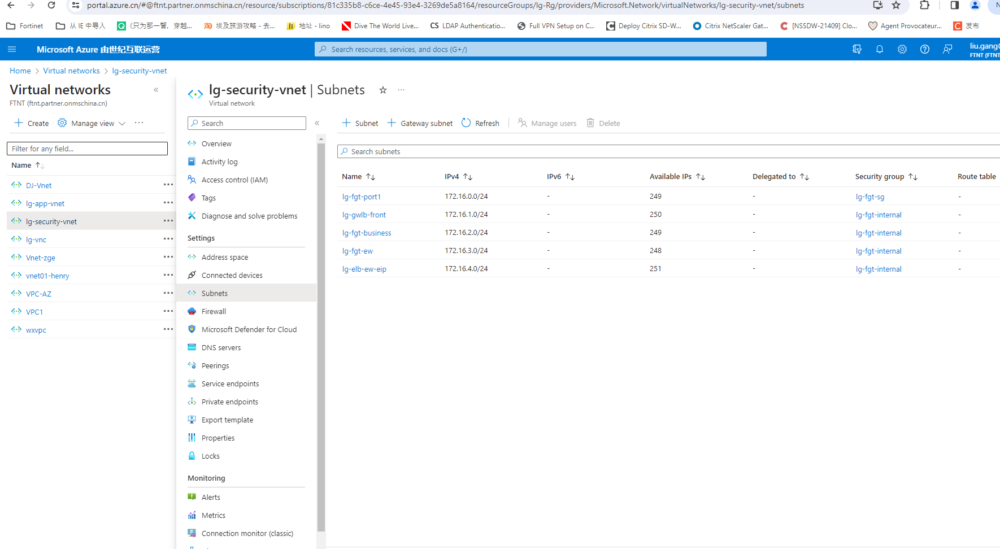 portal.azure.cn/#@ftnt.partner.onmschina.cn/resource/subscriptions/81c335b8-c6ce-4e45-93e4-3269de5a8164/resourceGroups/lg-Rg/providers/Microsoft.Network/virtualNetworks/lg-security-vnet/subnets
Fortinet 从 IE 中导入 《只为那一瞥，穿越... 埃及旅游攻略 - 去... 地址 - lino Dive The World Live... LDAP Authenticatio... Full VPN Setup on C... Deploy Citrix SD-W... Citrix NetScaler Gat... [NSSDW-21409] Clo... Agent Provocateur... 发布
Microsoft Azure 由世纪互联运营 Search resources, services, and docs (G+/) liu.gang@
FTNT (FTNT
Home > Virtual networks > lg-security-vnet
Virtual networks
FTNT (ftnt.partner.onmschina.cn)
Create Manage view ...
Filter for any field...
Name
DJ-Vnet
lg-app-vnet
lg-security-vnet
lg-vnc
Vnet-zge
vnet01-henry
VPC-AZ
VPC1
wxvpc
lg-security-vnet | Subnets
Virtual network
Search
Overview
Activity log
Access control (IAM)
Tags
Diagnose and solve problems
Settings
Address space
Connected devices
Subnets
Firewall
Microsoft Defender for Cloud
DNS servers
Peerings
Service endpoints
Private endpoints
Export template
Properties
Locks
Monitoring
Alerts
Metrics
Connection monitor (classic)
Subnet Gateway subnet Refresh Manage users Delete
Search subnets
Name IPv4 IPv6 Available IPs Delegated to Security group Route table
lg-fgt-port1 172.16.0.0/24 - 249 - lg-fgt-sg -
lg-gwlb-front 172.16.1.0/24 - 250 - lg-fgt-internal -
lg-fgt-business 172.16.2.0/24 - 249 - lg-fgt-internal -
lg-fgt-ew 172.16.3.0/24 - 248 - lg-fgt-internal -
lg-elb-ew-eip 172.16.4.0/24 - 251 - lg-fgt-internal -